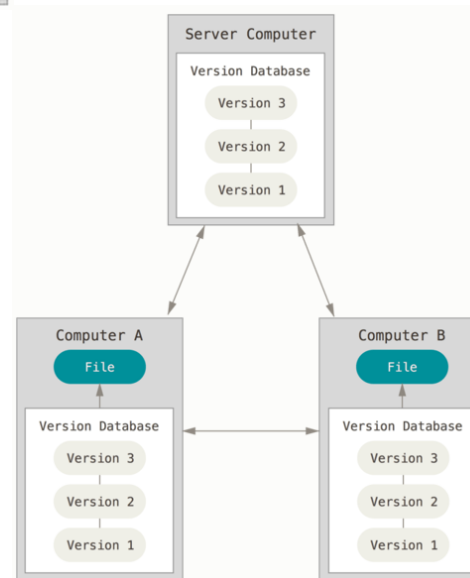 Server Computer
Version Database
Version 3
Version 2
Version 1
Computer A
File
Version Database
Version 3
Version 2
Version 1
Computer B
File
Version Database
Version 3
Version 2
Version 1